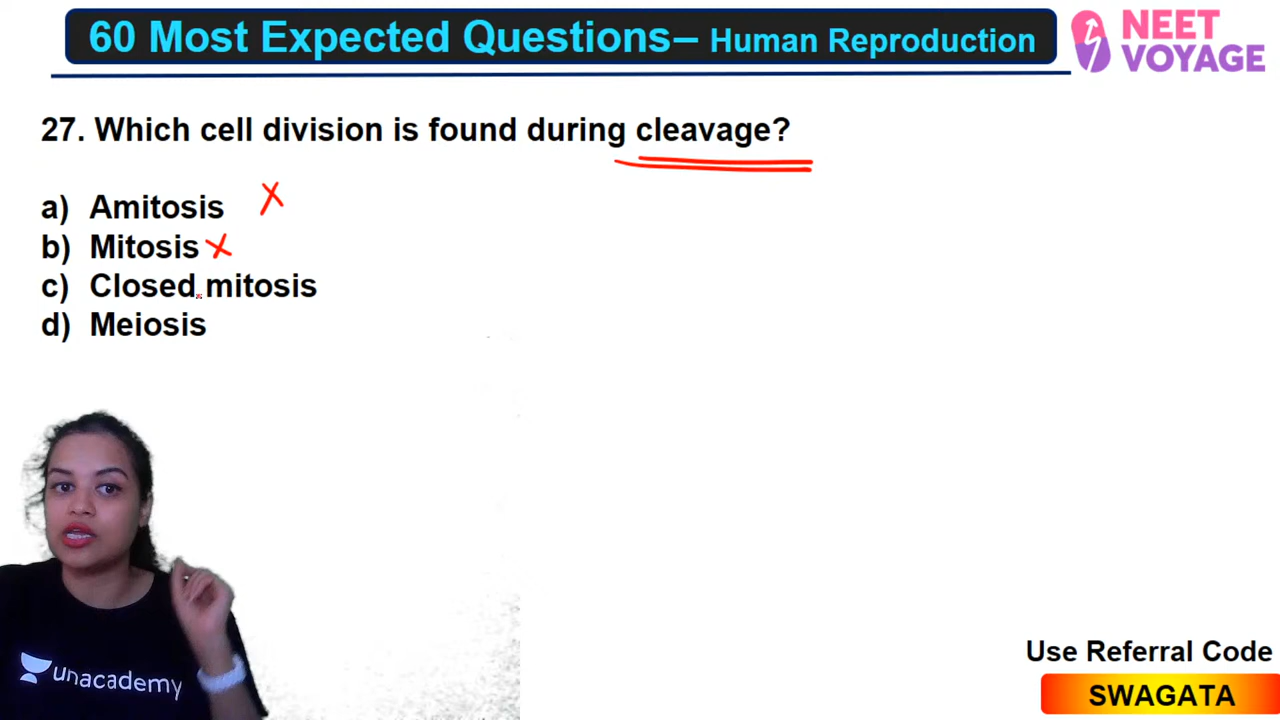 60 Most Expected Questions– Human Reproduction
NEET
VOYAGE
27. Which cell division is found during cleavage?
a) Amitosis
b) Mitosis
c) Closed mitosis
d) Meiosis
unacademy
Use Referral Code
SWAGATA